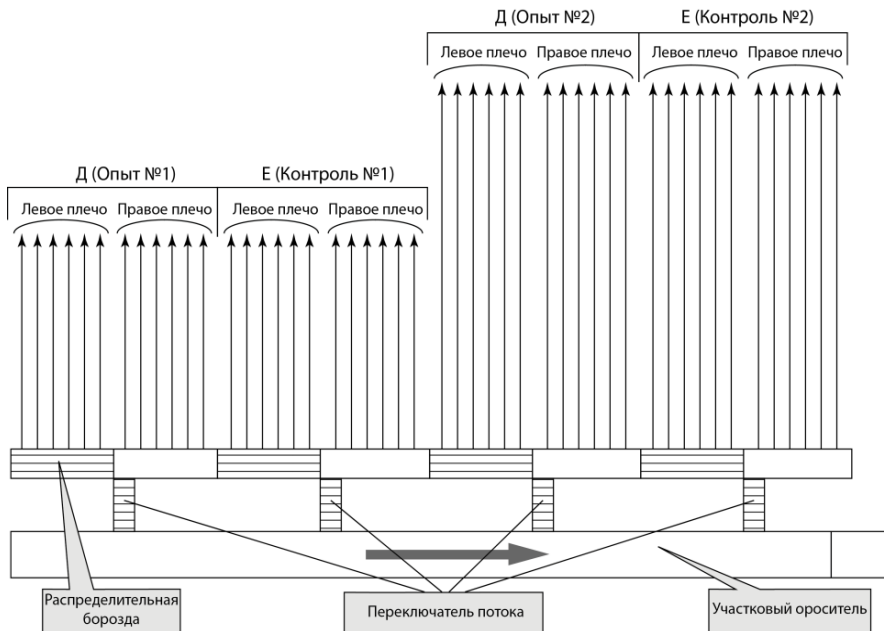 Д (Опыт №2) Е (Контроль №2)
Левое плечо Правое плечо Левое плечо Правое плечо
Д (Опыт №1) Е (Контроль №1)
Левое плечо Правое плечо Левое плечо Правое плечо
Распределительная
борозда
Переключатель потока
Участковый ороситель